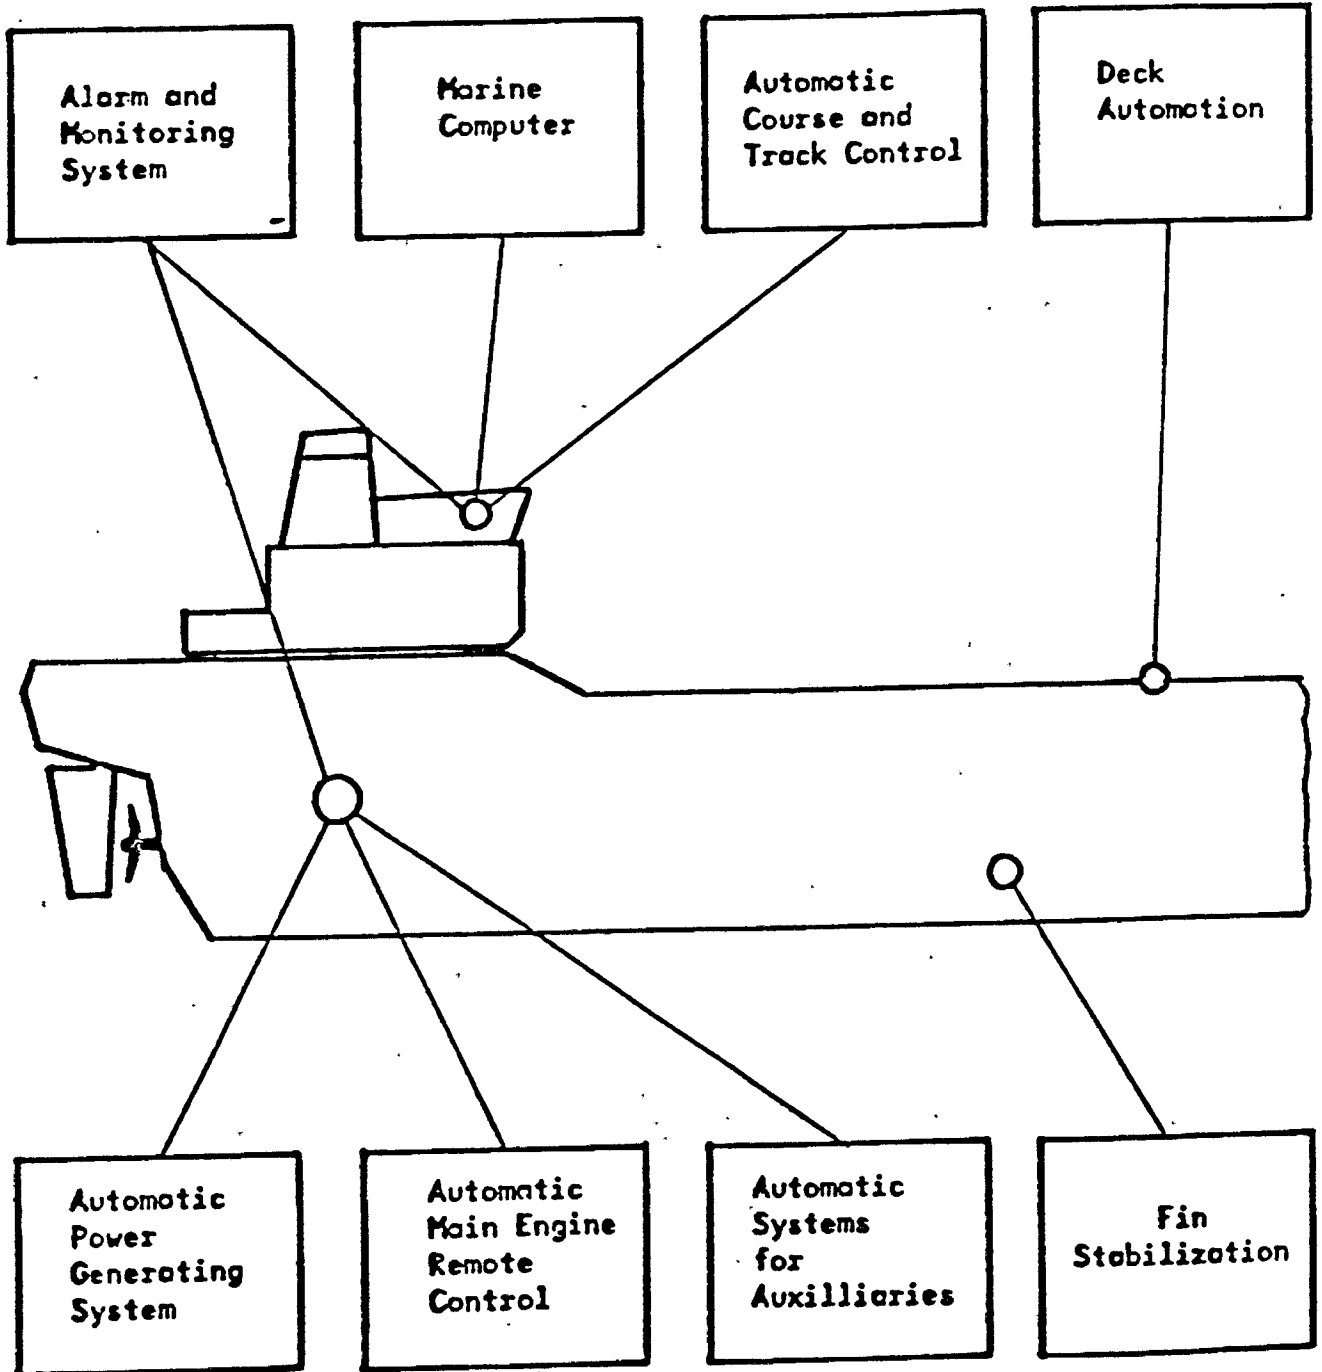 Alarm and
Monitoring
System
Marine
Computer
Automatic
Course and
Track Control
Deck
Automation
Automatic
Power
Generating
System
Automatic
Main Engine
Remote
Control
Automatic
Systems
for
Auxilliaries
Fin
Stabilization